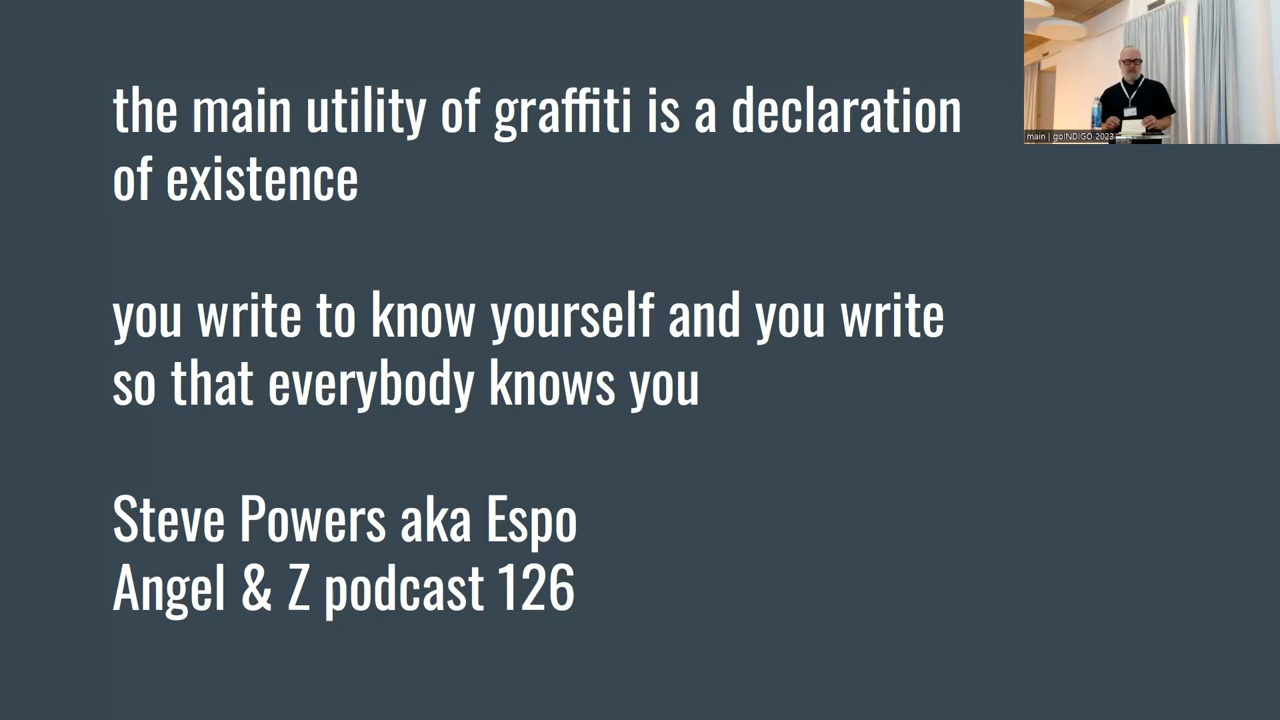 the main utility of graffiti is a declaration
of existence
you write to know yourself and you write
so that everybody knows you
Steve Powers aka Espo
Angel & Z podcast 126
main | goINDIGO 2023